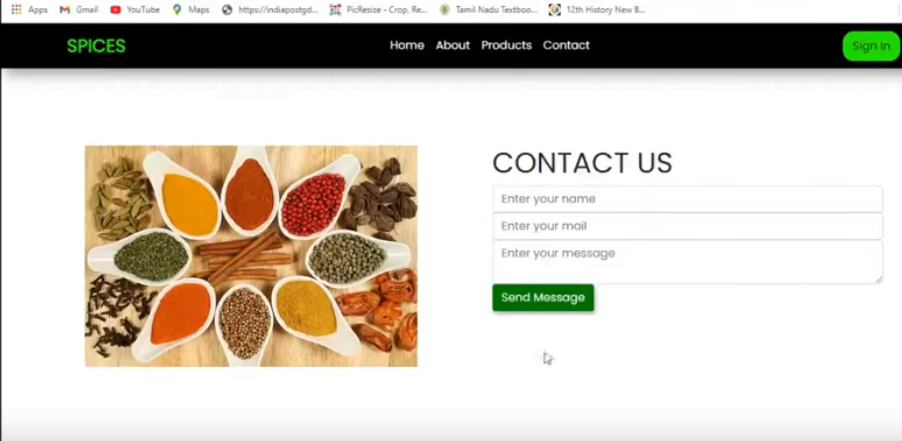 Apps Gmail YouTube Maps https://indiapostgd... PicResize - Crop, Re... Tamil Nadu Textboo... 12th History New B...
SPICES Home About Products Contact Sign In
CONTACT US
Enter your name
Enter your mail
Enter your message
Send Message